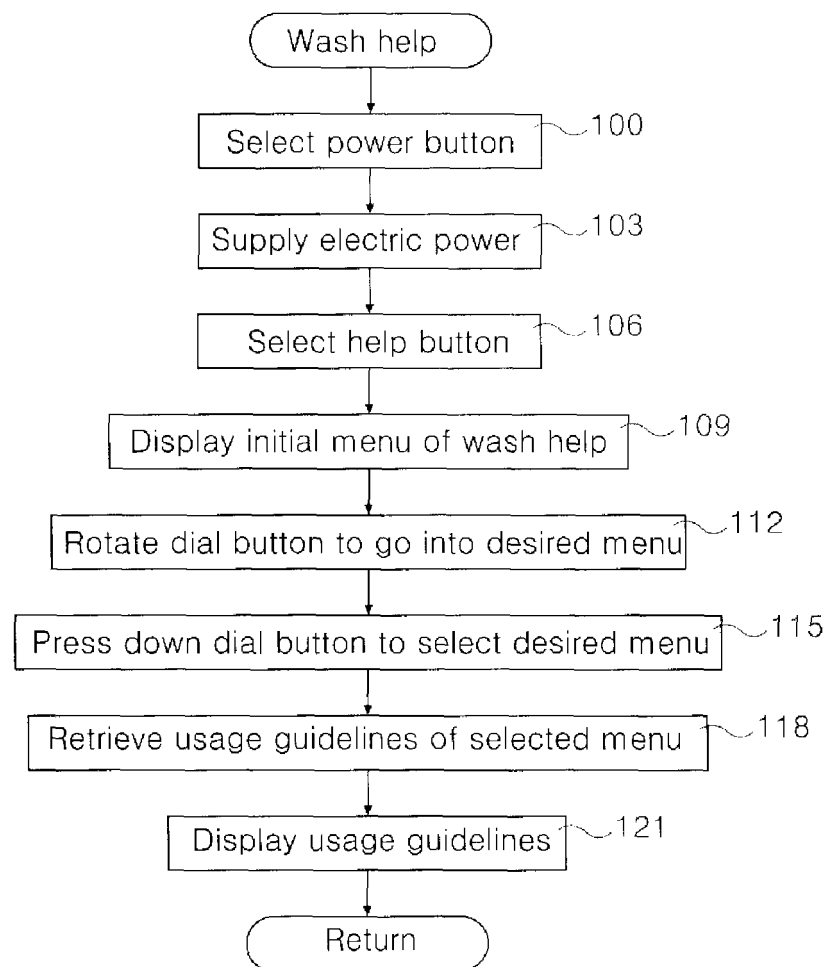 Wash help
Select power button 100
Supply electric power 103
Select help button 106
Display initial menu of wash help 109
Rotate dial button to go into desired menu 112
Press down dial button to select desired menu 115
Retrieve usage guidelines of selected menu 118
Display usage guidelines 121
Return